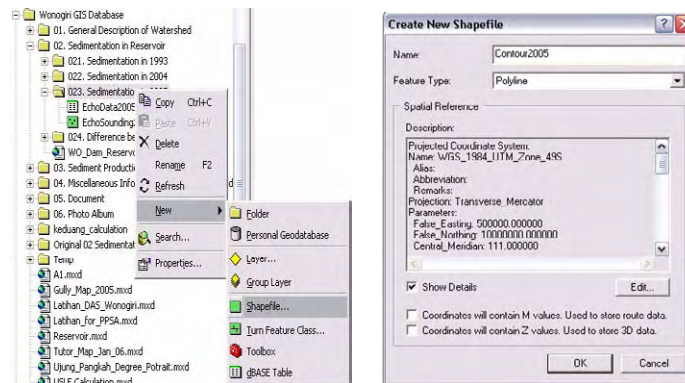 Wonogiri GIS Database
01. General Description of Watershed
02. Sedimentation in Reservoir
021. Sedimentation in 1993
022. Sedimentation in 2004
023. Sedimentatio
EchoData2005
EchoSounding
024. Difference be
WO_Dam_Reservo
03. Sediment Producti
04. Miscellaneous Info
05. Document
06. Photo Album
keduang_calculation
Original 02 Sedimentat
Temp
A1.mxd
Gully_Map_2005.mxd
Latihan_DAS_Wonogiri.mxd
Latihan_for_PPSA.mxd
Reservoir.mxd
Tutor_Map_Jan_06.mxd
Ujung_Pangkah_Degree_Potrait.mxd
USLE Calculation.mxd
Copy Ctrl+C
Paste Ctrl+V
Delete
Rename F2
Refresh
New
Search...
Properties...
Folder
Personal Geodatabase
Layer...
Group Layer
Shapefile...
Turn Feature Class...
Toolbox
dBASE Table
Create New Shapefile
Name: Contour2005
Feature Type: Polyline
Spatial Reference
Description:
Projected Coordinate System:
Name: WGS_1984_UTM_Zone_49S
Alias:
Abbreviation:
Remarks:
Projection: Transverse_Mercator
Parameters:
False_Easting: 500000.000000
False_Northing: 10000000.000000
Central_Meridian: 111.000000
Show Details
Edit...
Coordinates will contain M values. Used to store route data.
Coordinates will contain Z values. Used to store 3D data.
OK Cancel